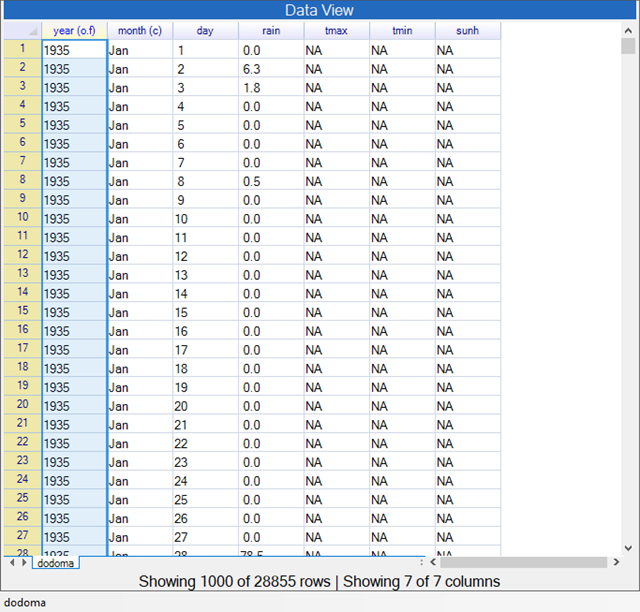 Data View
year (o.f) month (c) day rain tmax tmin sunh
1 1935 Jan 1 0.0 NA NA NA
2 1935 Jan 2 6.3 NA NA NA
3 1935 Jan 3 1.8 NA NA NA
4 1935 Jan 4 0.0 NA NA NA
5 1935 Jan 5 0.0 NA NA NA
6 1935 Jan 6 0.0 NA NA NA
7 1935 Jan 7 0.0 NA NA NA
8 1935 Jan 8 0.5 NA NA NA
9 1935 Jan 9 0.0 NA NA NA
10 1935 Jan 10 0.0 NA NA NA
11 1935 Jan 11 0.0 NA NA NA
12 1935 Jan 12 0.0 NA NA NA
13 1935 Jan 13 0.0 NA NA NA
14 1935 Jan 14 0.0 NA NA NA
15 1935 Jan 15 0.0 NA NA NA
16 1935 Jan 16 0.0 NA NA NA
17 1935 Jan 17 0.0 NA NA NA
18 1935 Jan 18 0.0 NA NA NA
19 1935 Jan 19 0.0 NA NA NA
20 1935 Jan 20 0.0 NA NA NA
21 1935 Jan 21 0.0 NA NA NA
22 1935 Jan 22 0.0 NA NA NA
23 1935 Jan 23 0.0 NA NA NA
24 1935 Jan 24 0.0 NA NA NA
25 1935 Jan 25 0.0 NA NA NA
26 1935 Jan 26 0.0 NA NA NA
27 1935 Jan 27 0.0 NA NA NA
28 1935 Jan 28 78.5 NA NA NA
dodoma
Showing 1000 of 28855 rows | Showing 7 of 7 columns
dodoma